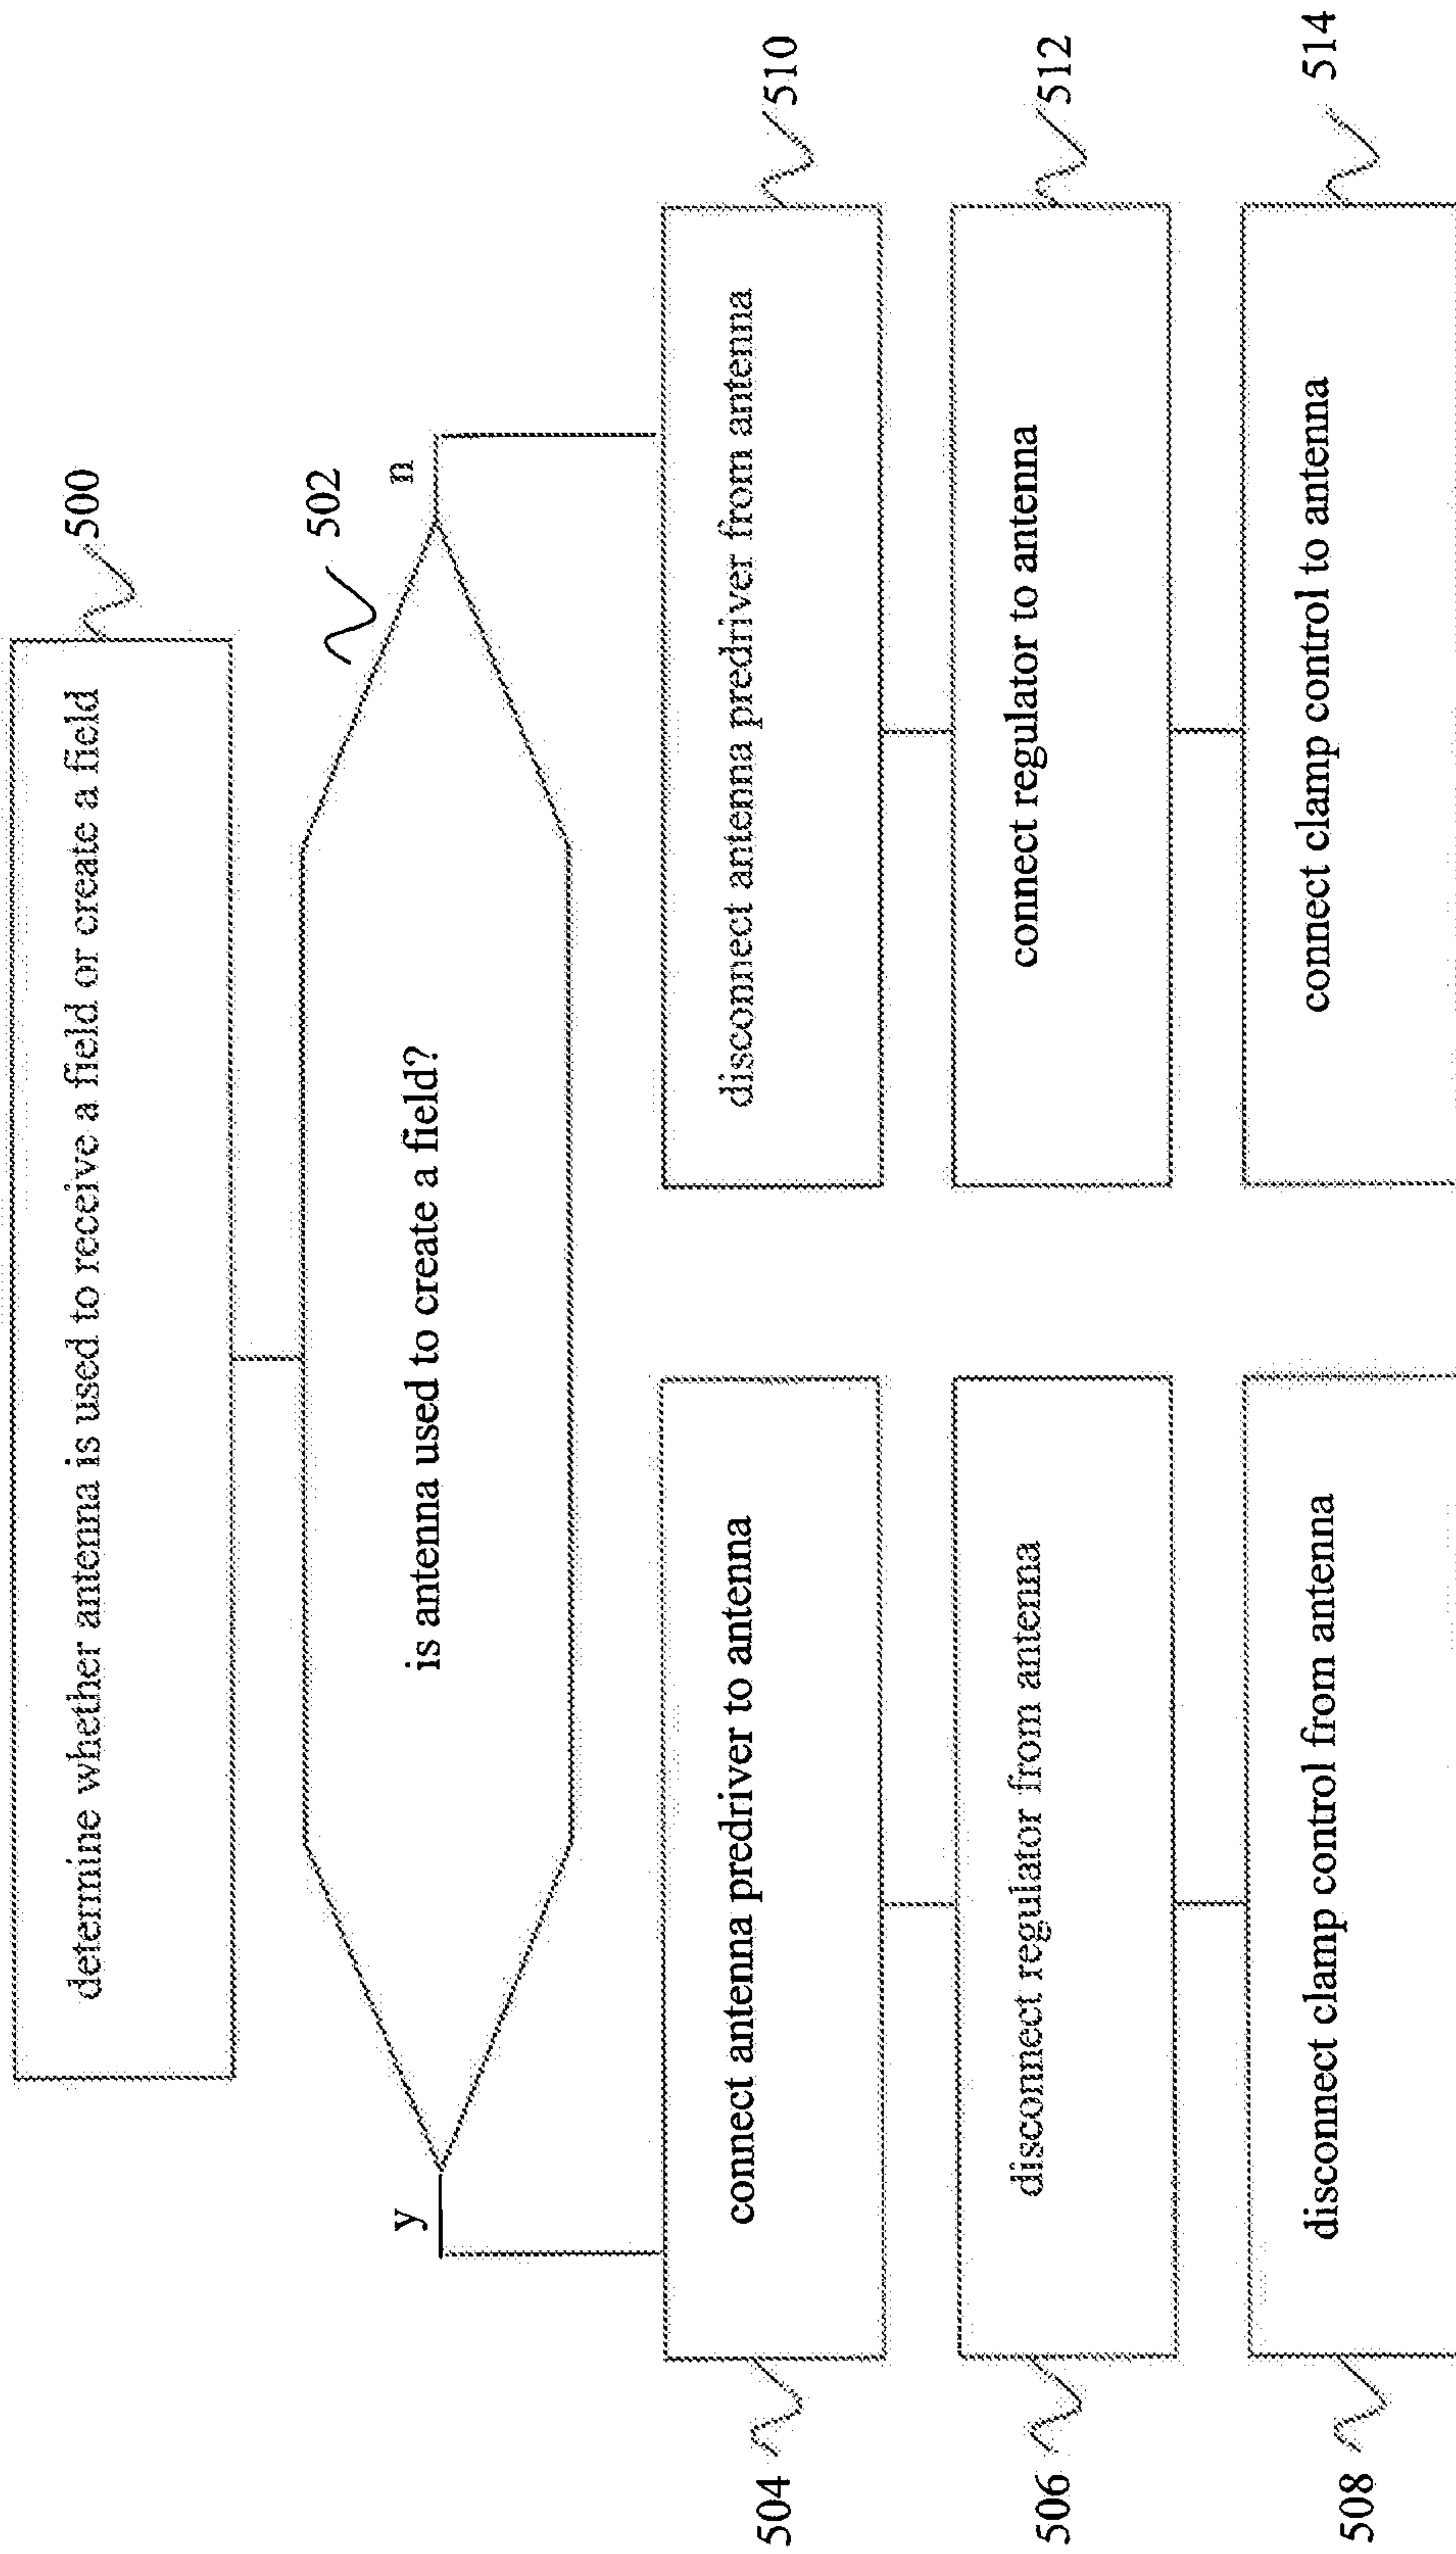 determine whether antenna is used to receive a field or create a field
500
502
is antenna used to create a field?
y
n
connect antenna predriver to antenna
504
disconnect regulator from antenna
506
disconnect clamp control from antenna
508
disconnect antenna predriver from antenna
510
connect regulator to antenna
512
connect clamp control to antenna
514